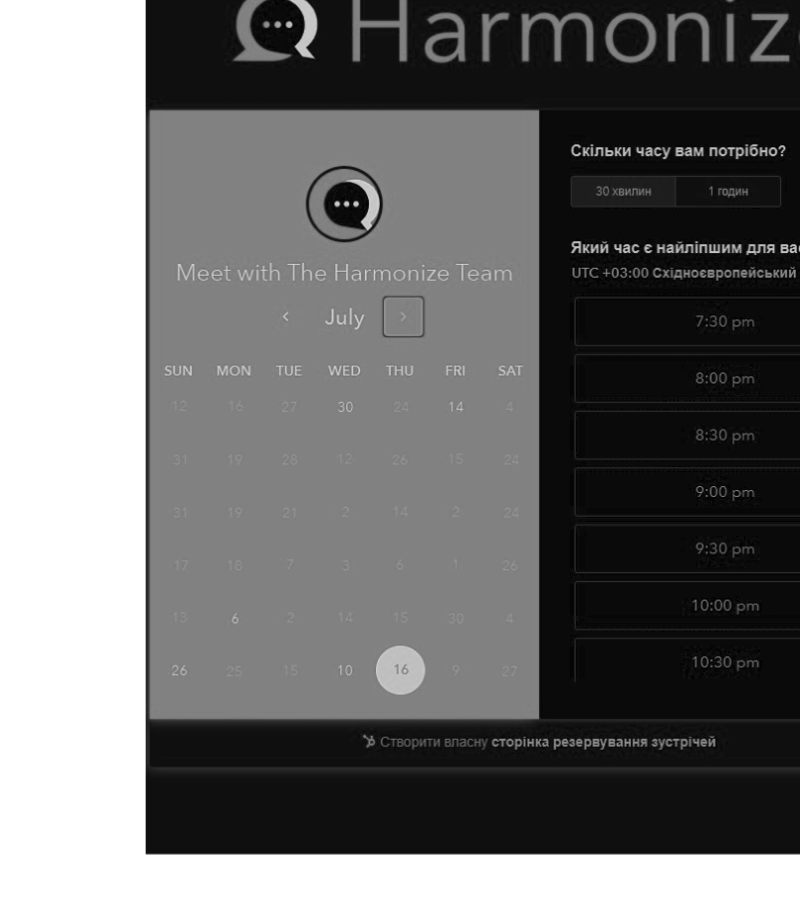 Harmonize
Meet with The Harmonize Team
July
SUN MON TUE WED THU FRI SAT
12 16 27 30 24 14 4
31 19 28 12 26 15 24
31 19 21 2 14 2 24
17 18 7 3 6 1 26
13 6 2 14 15 30 4
26 25 15 10 16 9 27
Скільки часу вам потрібно?
30 хвилин 1 годин
Який час є найліпшим для вас
UTC +03:00 Східноєвропейський
7:30 pm
8:00 pm
8:30 pm
9:00 pm
9:30 pm
10:00 pm
10:30 pm
Створити власну сторінка резервування зустрічей